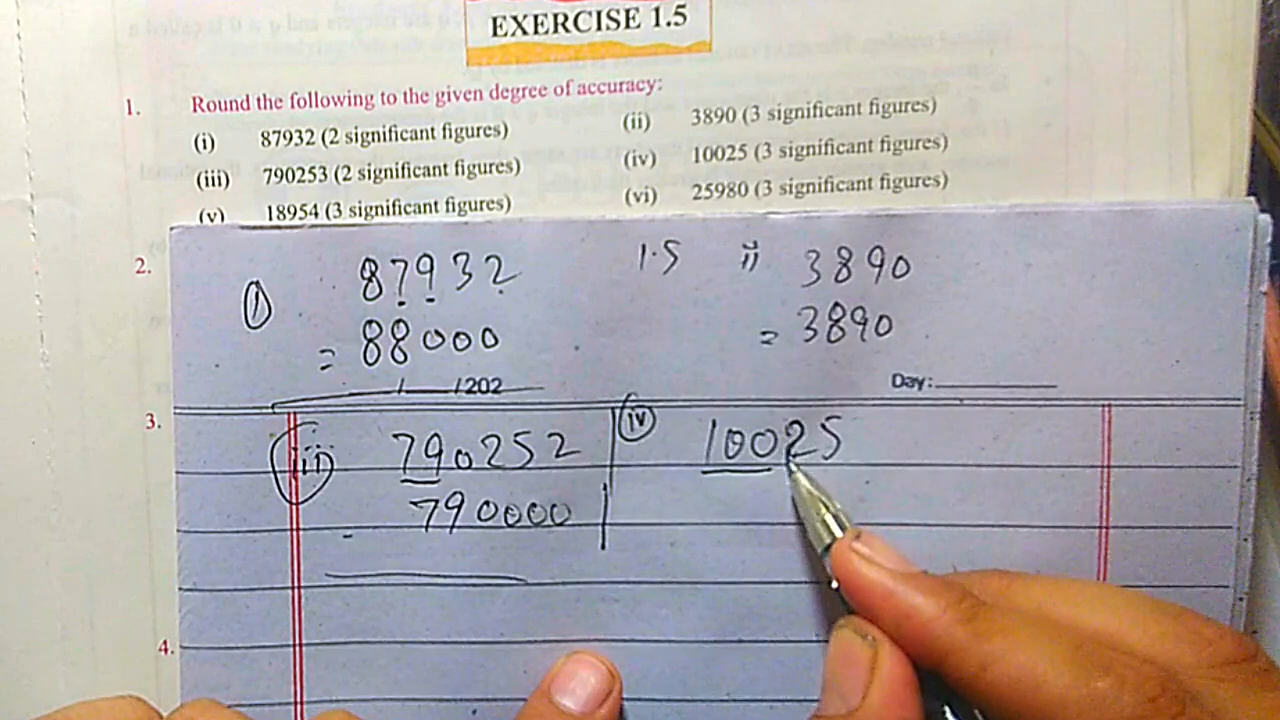 EXERCISE 1.5
1. Round the following to the given degree of accuracy:
(i) 87932 (2 significant figures) (ii) 3890 (3 significant figures)
(iii) 790253 (2 significant figures) (iv) 10025 (3 significant figures)
(v) 18954 (3 significant figures) (vi) 25980 (3 significant figures)
2.
(1) 87932 1.5 ii 3890
= 88000 = 3890
/ /202 Day:
3.
(iii) 790252 (iv) 10025
790000
4.